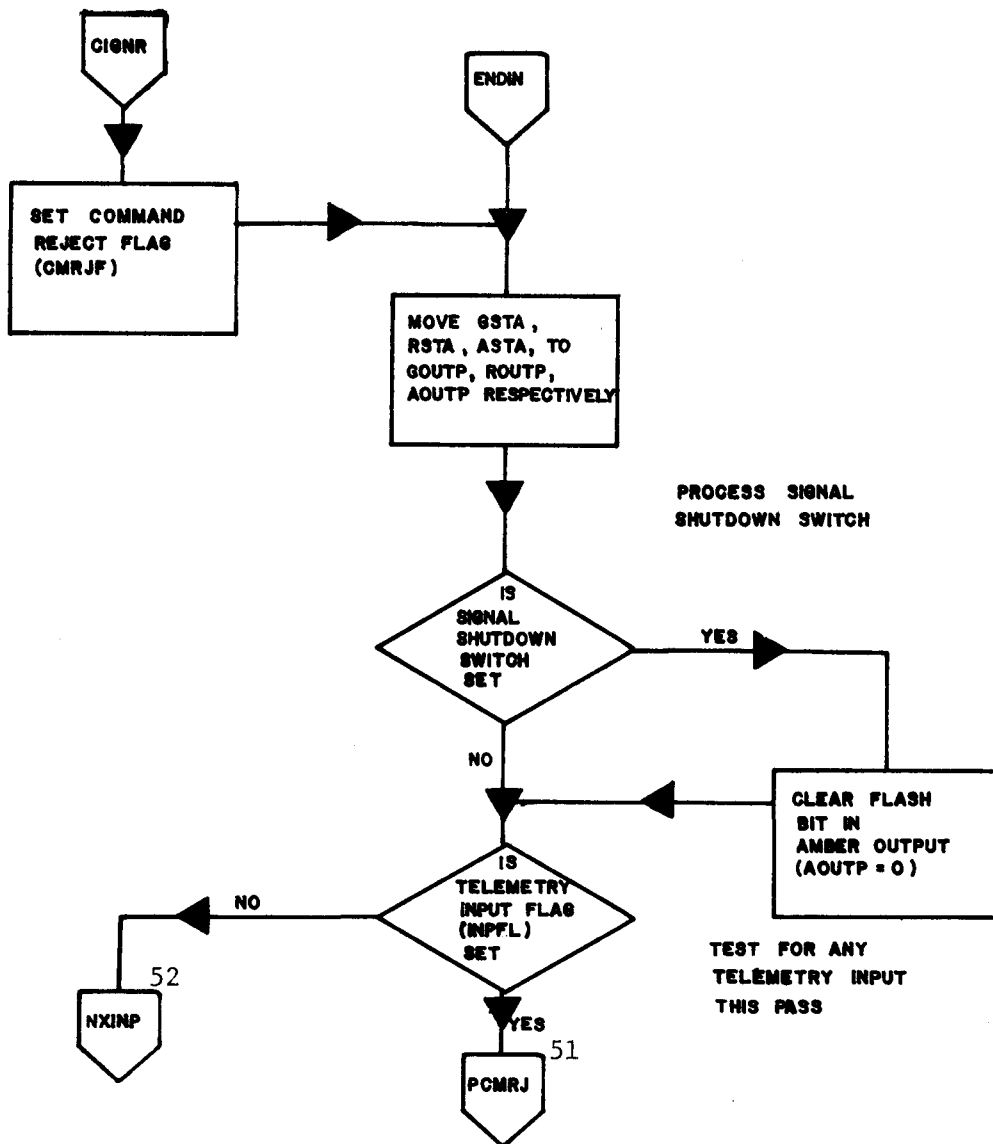 CIGNR
ENDIN
SET COMMAND
REJECT FLAG
(CMRJF)
MOVE GSTA,
RSTA, ASTA, TO
GOUTP, ROUTP,
AOUTP RESPECTIVELY
PROCESS SIGNAL
SHUTDOWN SWITCH
IS
SIGNAL
SHUTDOWN
SWITCH
SET
YES
NO
CLEAR FLASH
BIT IN
AMBER OUTPUT
(AOUTP = 0)
IS
TELEMETRY
INPUT FLAG
(INPFL)
SET
NO
TEST FOR ANY
TELEMETRY INPUT
THIS PASS
52
NXINP
YES
51
PCMRJ